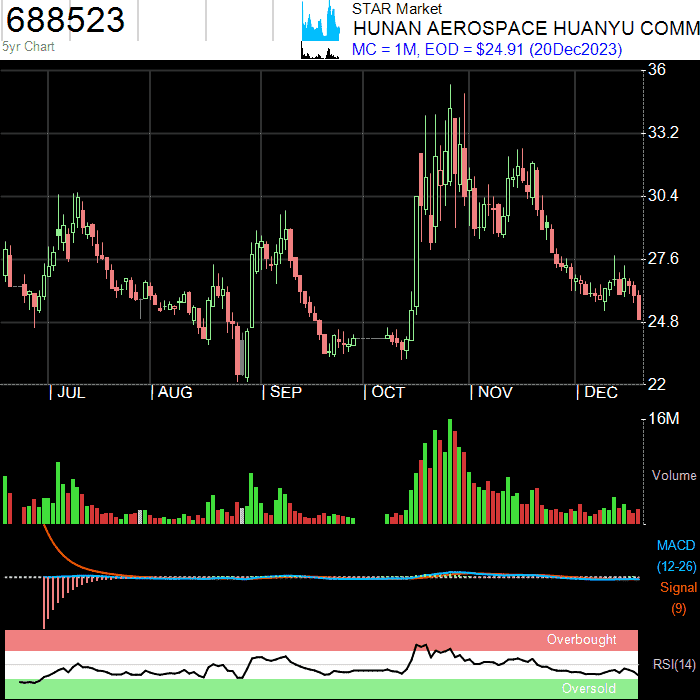 688523
5yr Chart
STAR Market
HUNAN AEROSPACE HUANYU COMM
MC = 1M, EOD = $24.91 (20Dec2023)
36
33.2
30.4
27.6
24.8
22
| JUL | AUG | SEP | OCT | NOV | DEC
16M
Volume
MACD
(12-26)
Signal
(9)
Overbought
RSI(14)
Oversold